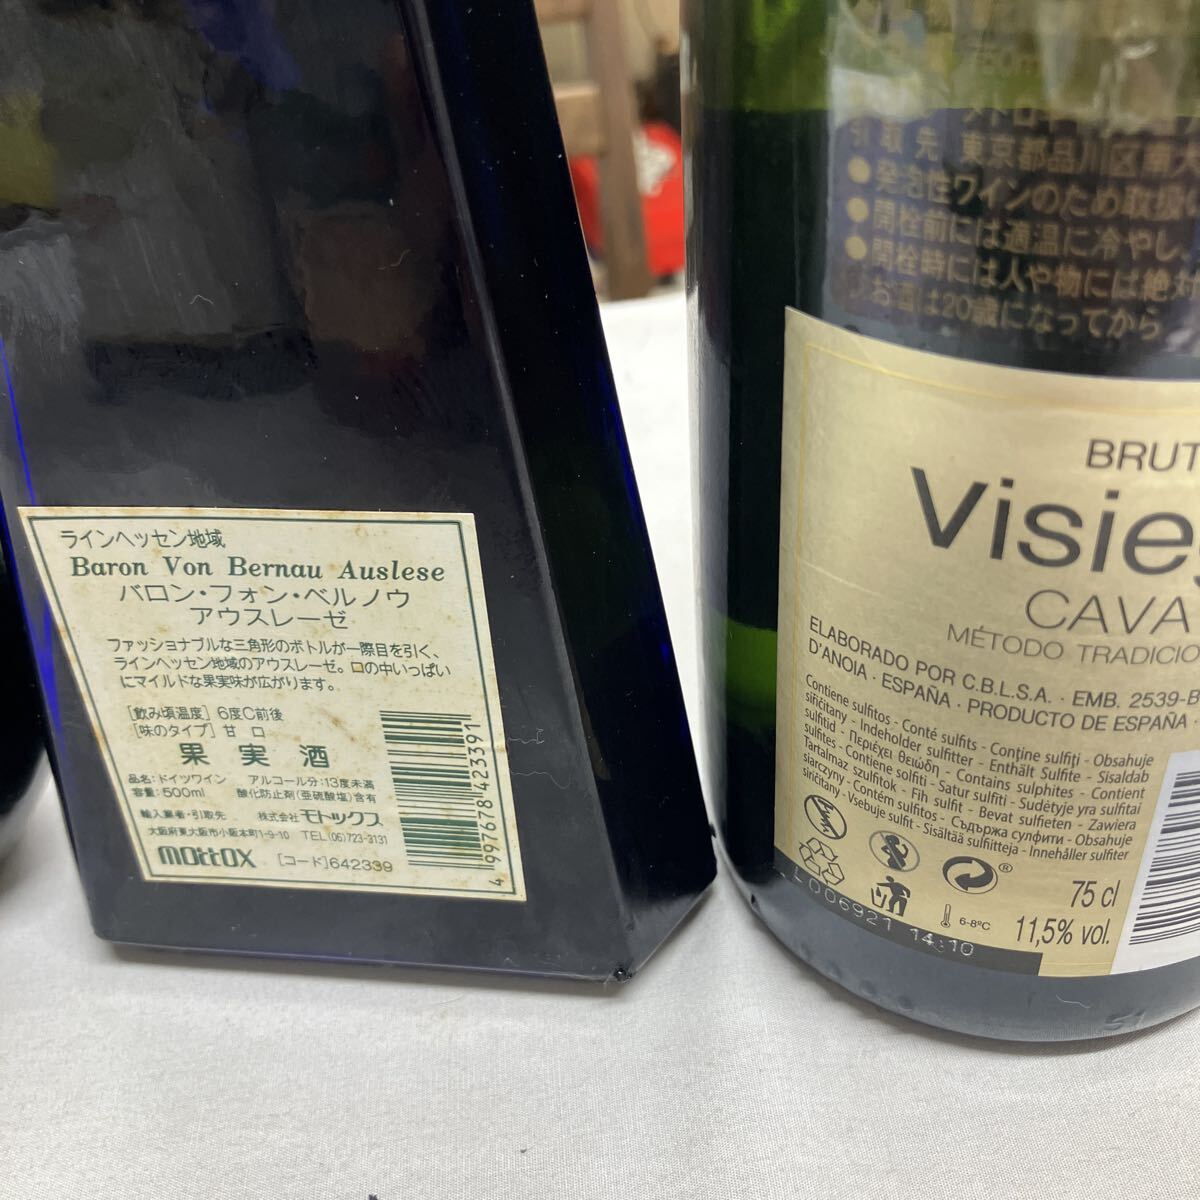 ラインヘッセン地域
Baron Von Bernau Auslese
バロン・フォン・ベルノウ
アウスレーゼ
ファッショナブルな三角形のボトルが一際目を引く、
ラインヘッセン地域のアウスレーゼ。口の中いっぱい
にマイルドな果実味が広がります。
[飲み頃温度] 6度C前後
[味のタイプ] 甘 口
果 実 酒
品名:ドイツワイン アルコール分:13度未満
容量:500ml 酸化防止剤(亜硫酸塩)含有
輸入業者・引取先 株式会社モトックス
大阪府東大阪市小阪本町1-9-10 TEL (06)723-3131
mottox [コード] 642339
4 997678 423391
引 取 先 東京都品川区南大
●発泡性ワインのため取扱
●開栓前には適温に冷やし、
●開栓時には人や物には絶対
お酒は20歳になってから
BRUT
Visie
CAVA
MÉTODO TRADICIO
ELABORADO POR C.B.L.S.A. · EMB. 2539-B
D'ANOIA · ESPAÑA · PRODUCTO DE ESPAÑA
Contiene sulfitos - Conté sulfits - Conţine sulfiţi - Obsahuje
siřičitany - Indeholder sulfitter - Enthält Sulfite - Sisaldab
sulfitid - Περιέχει θειώδη - Contains sulphites - Contient
sulfites - Contiene solfiti - Satur sulfīti - Sudėtyje yra sulfitai
Tartalmaz szulfitok - Fih sulfit - Bevat sulfieten - Zawiera
siarczyny - Contém sulfitos - Съдържа сулфити - Obsahuje
siričitany - Vsebuje sulfit - Sisältää sulfiitteja - Innehåller sulfiter
®
75 cl
6-8ºC
11,5% vol.
L006921 14:10